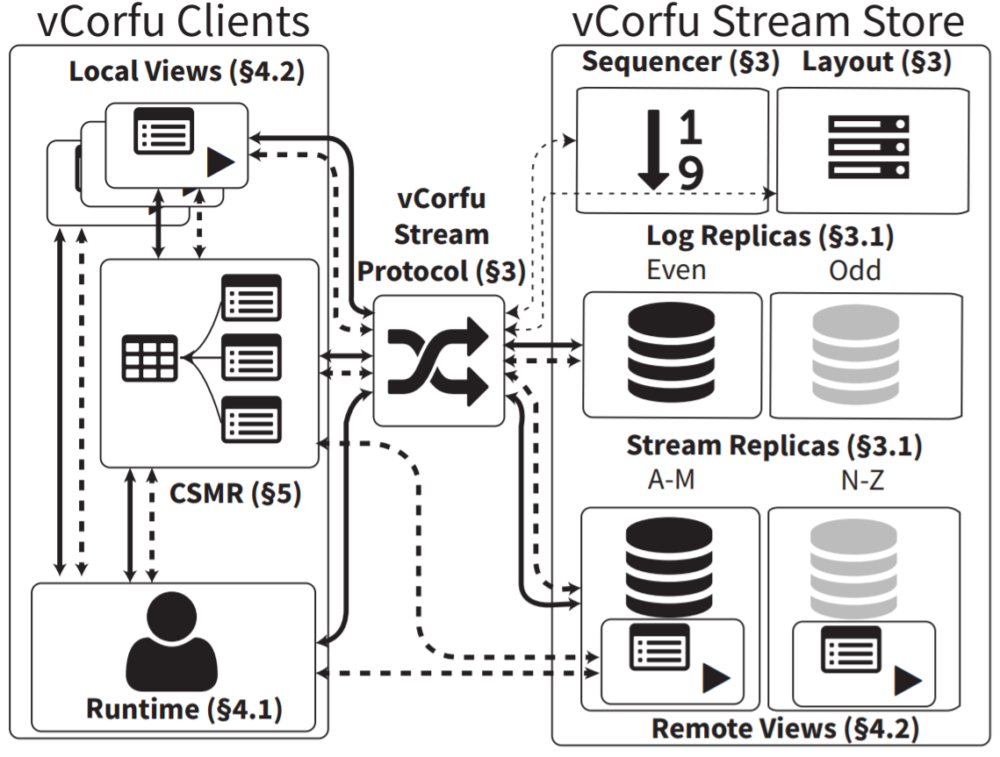 vCorfu Clients
Local Views (§4.2)
CSMR (§5)
Runtime (§4.1)
vCorfu
Stream
Protocol (§3)
vCorfu Stream Store
Sequencer (§3) Layout (§3)
1
9
Log Replicas (§3.1)
Even Odd
Stream Replicas (§3.1)
A-M N-Z
Remote Views (§4.2)